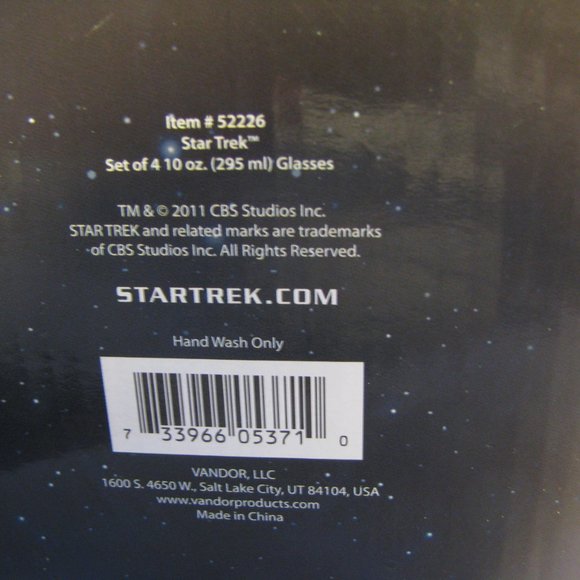 Item # 52226
Star Trek™
Set of 4 10 oz. (295 ml) Glasses
TM & © 2011 CBS Studios Inc.
STAR TREK and related marks are trademarks
of CBS Studios Inc. All Rights Reserved.
STARTREK.COM
Hand Wash Only
7 33966 05371 0
VANDOR, LLC
1600 S. 4650 W., Salt Lake City, UT 84104, USA
www.vandorproducts.com
Made in China